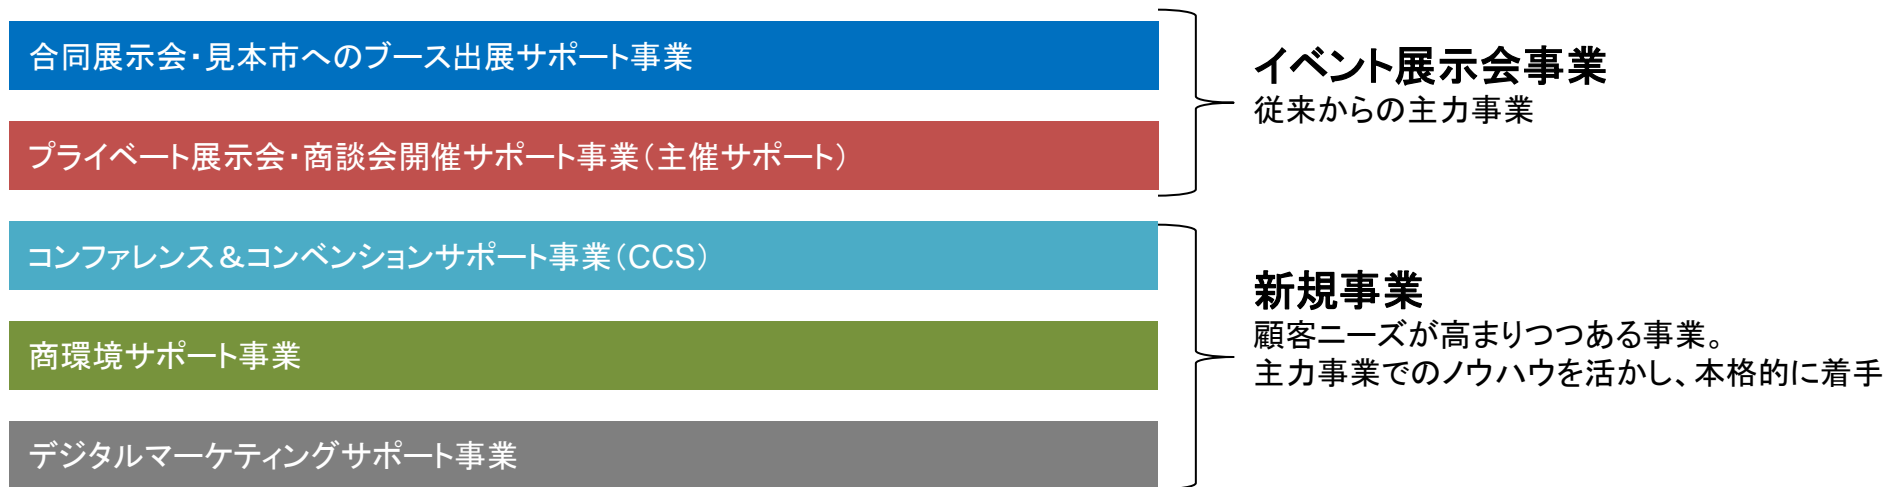 合同展示会・見本市へのブース出展サポート事業
イベント展示会事業
従来からの主力事業
プライベート展示会・商談会開催サポート事業（主催サポート）
コンファレンス＆コンベンションサポート事業（CCS）
新規事業
顧客ニーズが高まりつつある事業。
主力事業でのノウハウを活かし、本格的に着手
商環境サポート事業
デジタルマーケティングサポート事業